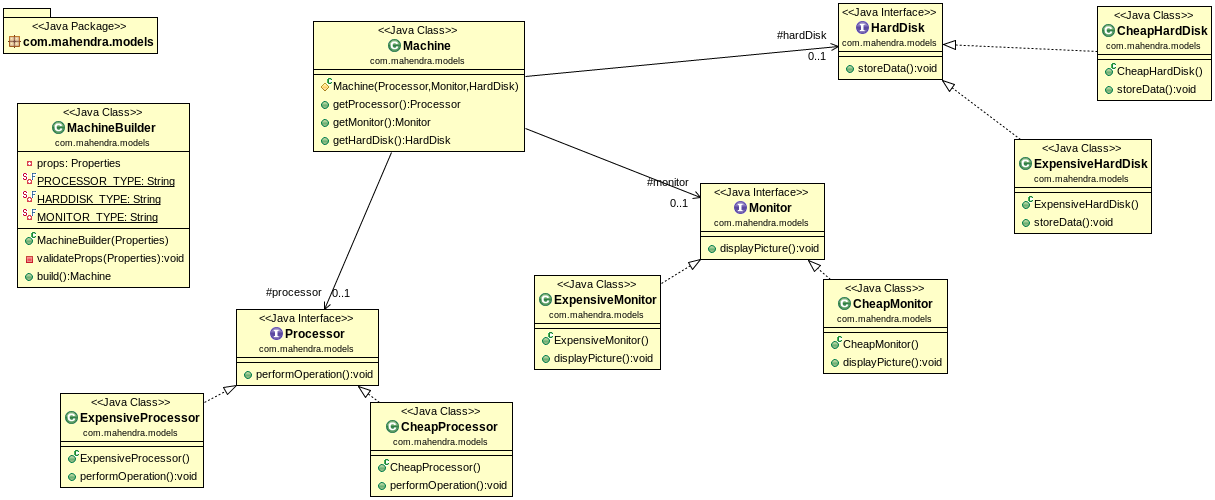 <<Java Package>>
com.mahendra.models
<<Java Class>>
MachineBuilder
com.mahendra.models
props: Properties
PROCESSOR_TYPE: String
HARDDISK_TYPE: String
MONITOR_TYPE: String
MachineBuilder(Properties)
validateProps(Properties):void
build():Machine
<<Java Class>>
Machine
com.mahendra.models
Machine(Processor,Monitor,HardDisk)
getProcessor():Processor
getMonitor():Monitor
getHardDisk():HardDisk
#hardDisk
0..1
<<Java Interface>>
HardDisk
com.mahendra.models
storeData():void
<<Java Class>>
CheapHardDisk
com.mahendra.models
CheapHardDisk()
storeData():void
<<Java Class>>
ExpensiveHardDisk
com.mahendra.models
ExpensiveHardDisk()
storeData():void
#monitor
0..1
<<Java Interface>>
Monitor
com.mahendra.models
displayPicture():void
<<Java Class>>
ExpensiveMonitor
com.mahendra.models
ExpensiveMonitor()
displayPicture():void
<<Java Class>>
CheapMonitor
com.mahendra.models
CheapMonitor()
displayPicture():void
#processor
0..1
<<Java Interface>>
Processor
com.mahendra.models
performOperation():void
<<Java Class>>
ExpensiveProcessor
com.mahendra.models
ExpensiveProcessor()
performOperation():void
<<Java Class>>
CheapProcessor
com.mahendra.models
CheapProcessor()
performOperation():void